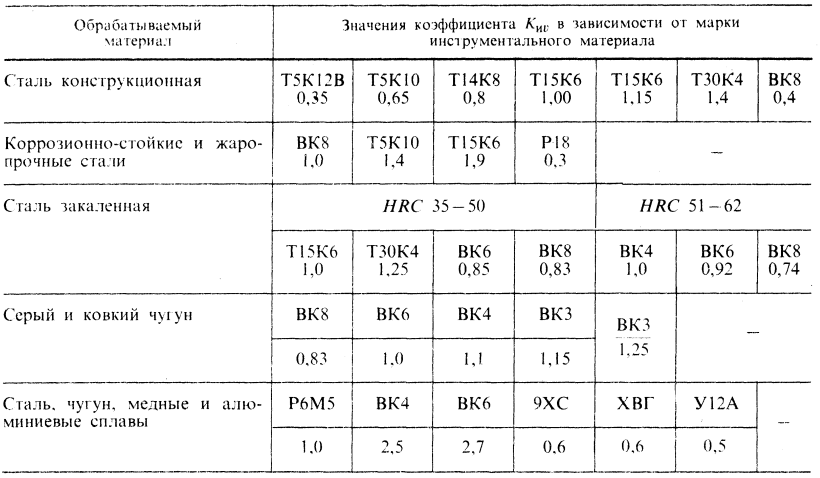 Обрабатываемый материал
Значения коэффициента Kиv в зависимости от марки
инструментального материала
Сталь конструкционная
Т5К12В Т5К10 Т14К8 Т15К6 Т15К6 Т30К4 ВК8
0,35 0,65 0,8 1,00 1,15 1,4 0,4
Коррозионно-стойкие и жаро-
прочные стали
ВК8 Т5К10 Т15К6 Р18 –
1,0 1,4 1,9 0,3
Сталь закаленная
HRC 35–50 HRC 51–62
Т15К6 Т30К4 ВК6 ВК8 ВК4 ВК6 ВК8
1,0 1,25 0,85 0,83 1,0 0,92 0,74
Серый и ковкий чугун
ВК8 ВК6 ВК4 ВК3 ВК3 –
0,83 1,0 1,1 1,15 1,25
Сталь, чугун, медные и алю-
миниевые сплавы
Р6М5 ВК4 ВК6 9ХС ХВГ У12А –
1,0 2,5 2,7 0,6 0,6 0,5